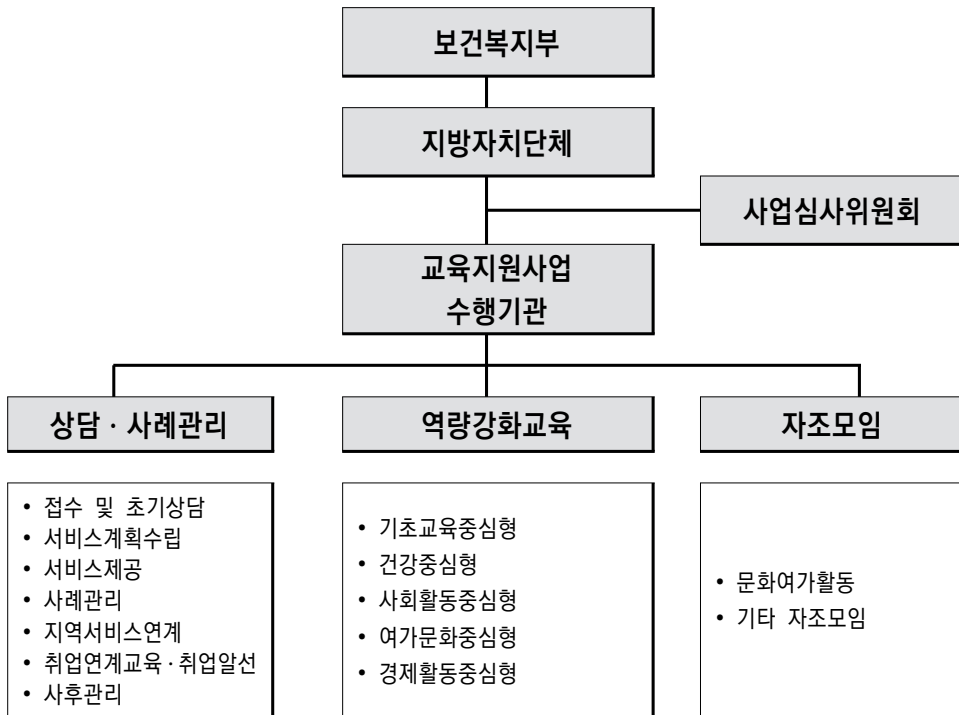 보건복지부
지방자치단체
사업심사위원회
교육지원사업
수행기관
상담 · 사례관리
역량강화교육
자조모임
• 접수 및 초기상담
• 서비스계획수립
• 서비스제공
• 사례관리
• 지역서비스연계
• 취업연계교육 · 취업알선
• 사후관리
• 기초교육중심형
• 건강중심형
• 사회활동중심형
• 여가문화중심형
• 경제활동중심형
• 문화여가활동
• 기타 자조모임